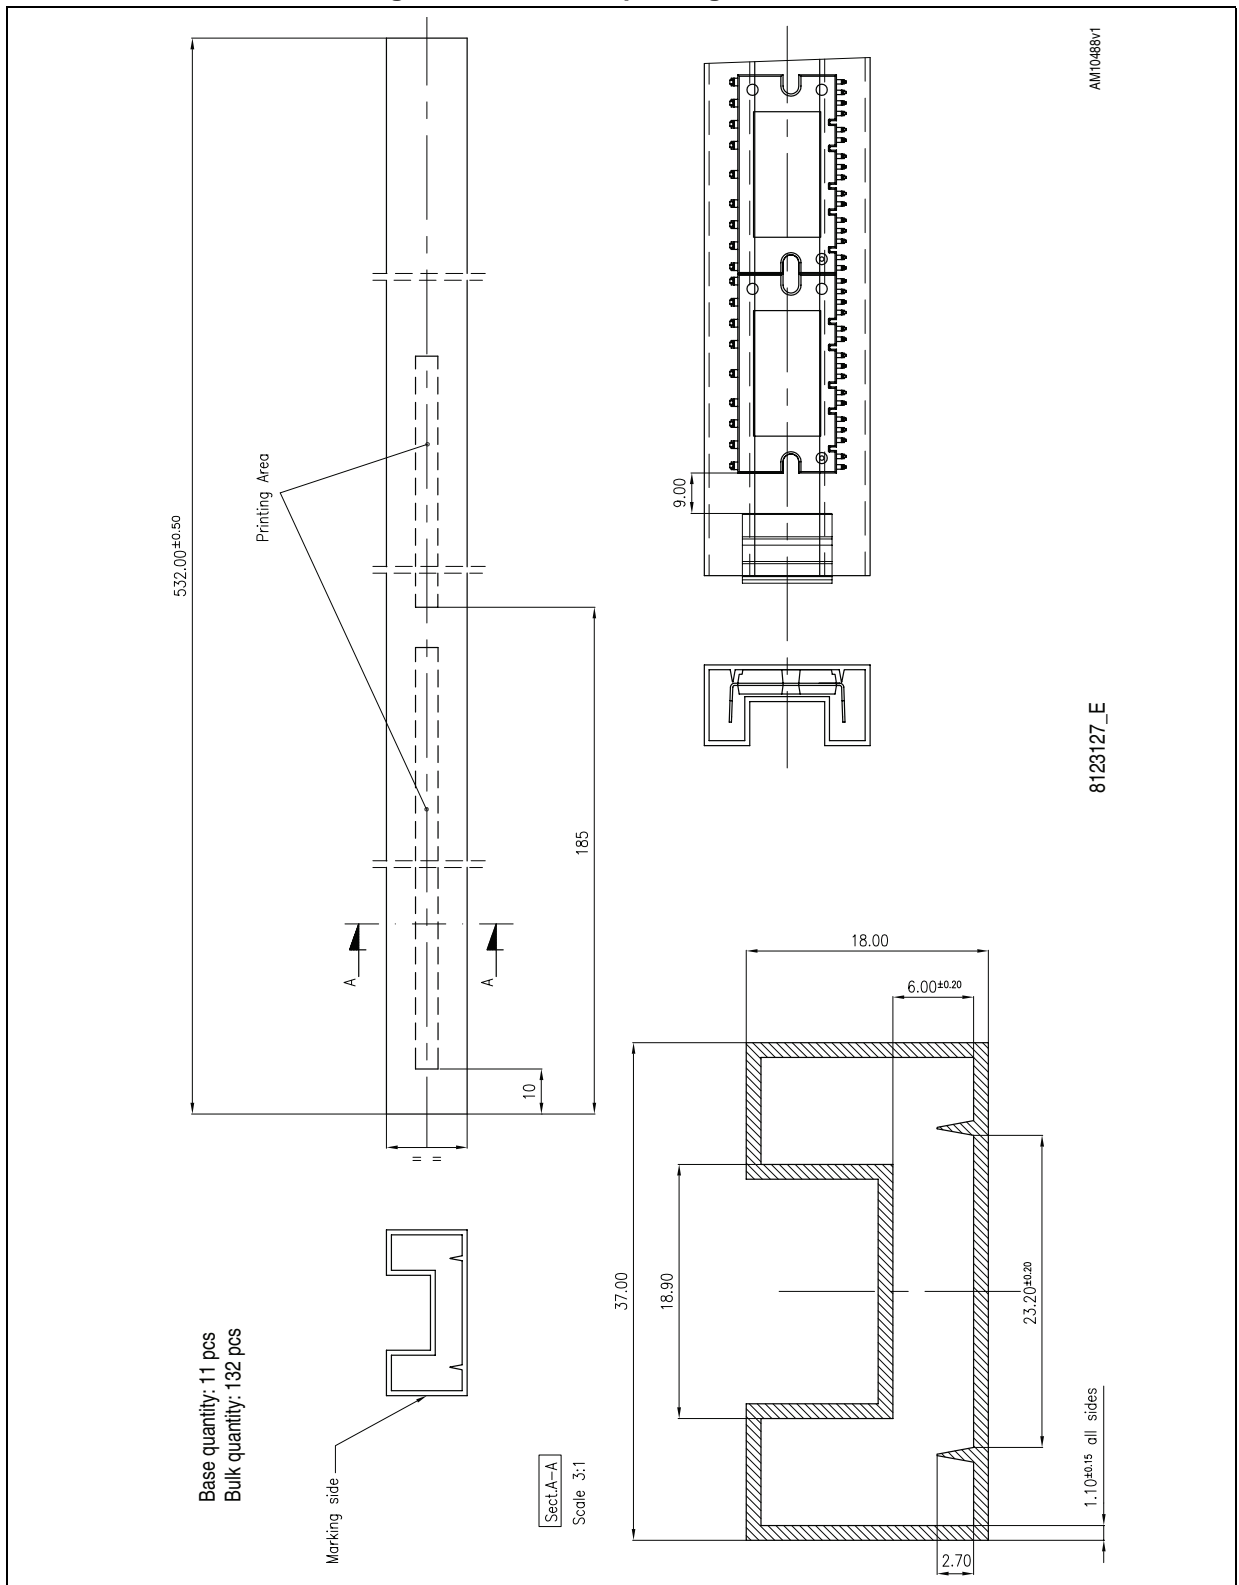 AM10488v1
532.00±0.50
Printing Area
185
10
= =
A
A
9.00
8123127_E
Base quantity: 11 pcs
Bulk quantity: 132 pcs
Marking side
Sect.A-A
Scale 3:1
18.00
6.00±0.20
37.00
18.90
23.20±0.20
1.10±0.15 all sides
2.70